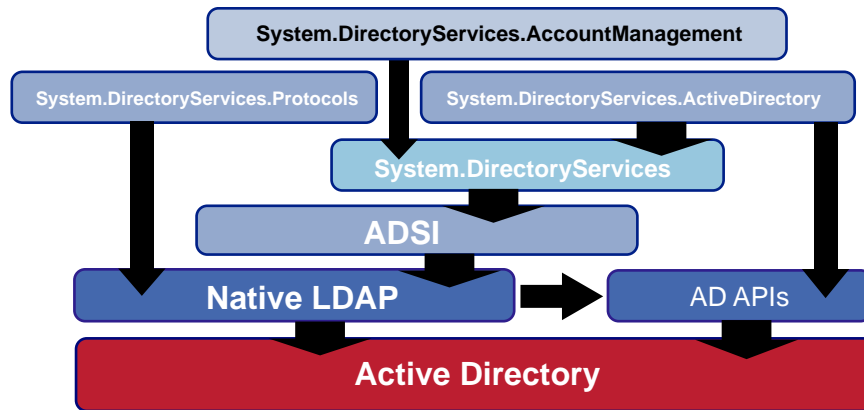 System.DirectoryServices.AccountManagement
System.DirectoryServices.Protocols
System.DirectoryServices.ActiveDirectory
System.DirectoryServices
ADSI
Native LDAP
AD APIs
Active Directory